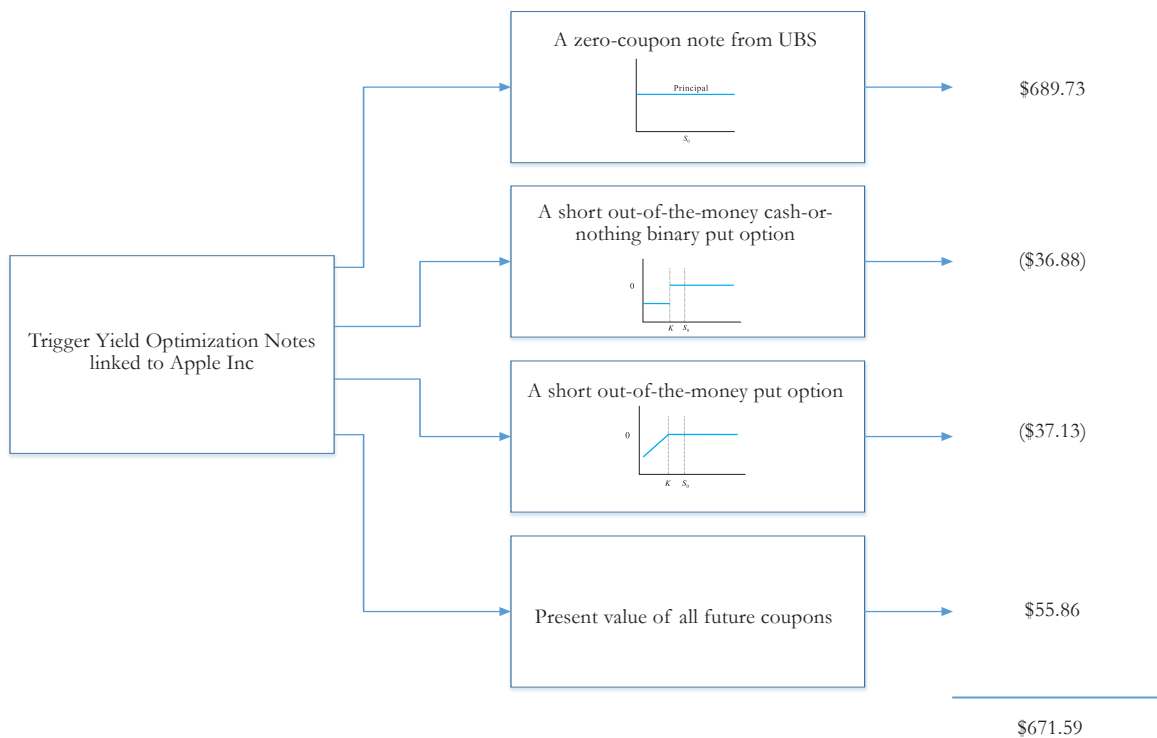 A zero-coupon note from UBS
Principal
S₀
$689.73
A short out-of-the-money cash-or-
nothing binary put option
0
K S₀
($36.88)
Trigger Yield Optimization Notes
linked to Apple Inc
A short out-of-the-money put option
0
K S₀
($37.13)
Present value of all future coupons
$55.86
$671.59